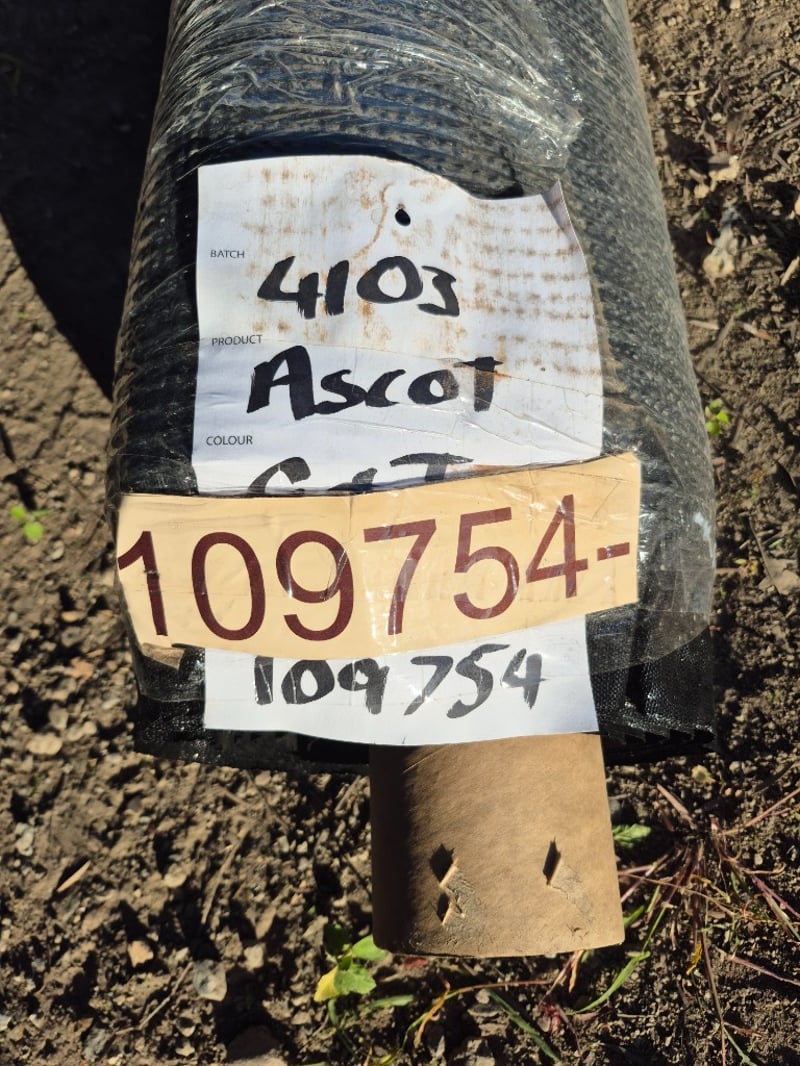 BATCH
4103
PRODUCT
Ascot
COLOUR
109754-
109754